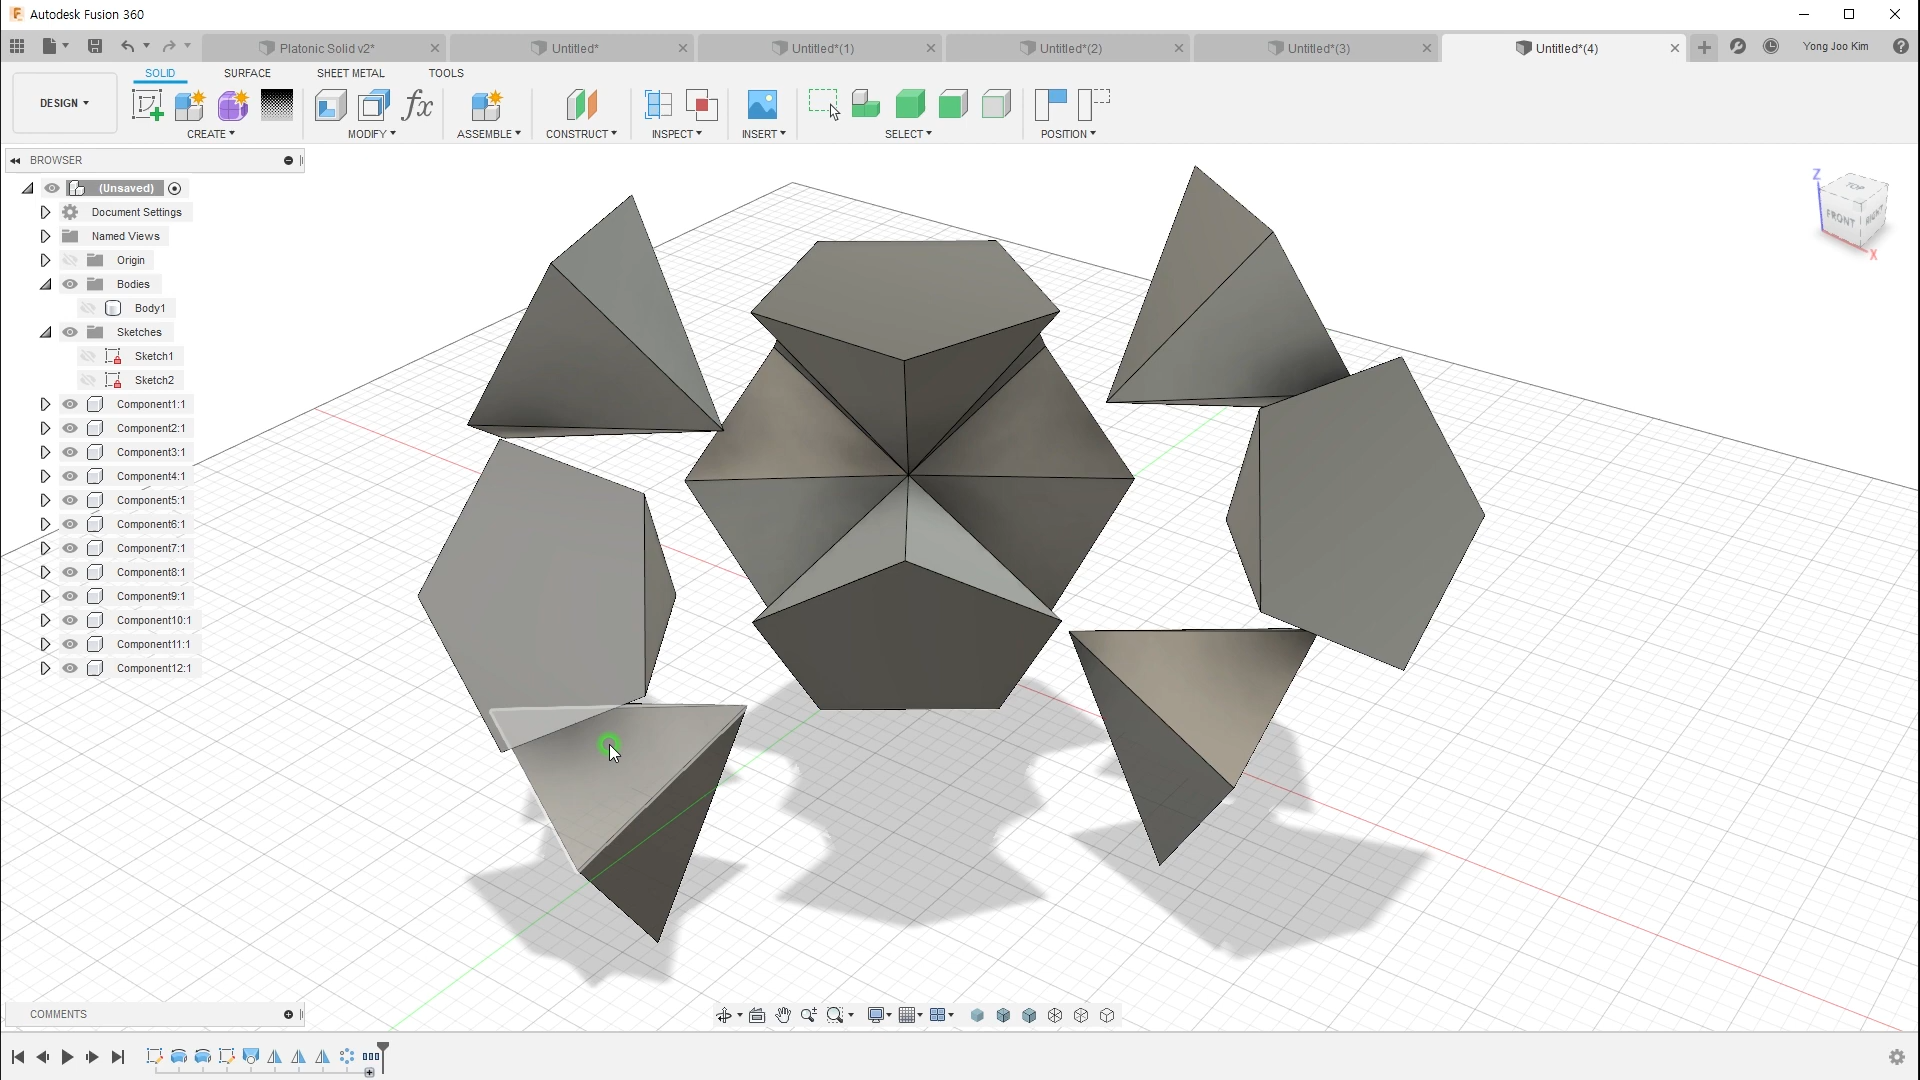 Autodesk Fusion 360
Platonic Solid v2*
Untitled*
Untitled*(1)
Untitled*(2)
Untitled*(3)
Untitled*(4)
Yong Joo Kim
SOLID
SURFACE
SHEET METAL
TOOLS
DESIGN
CREATE
MODIFY
ASSEMBLE
CONSTRUCT
INSPECT
INSERT
SELECT
POSITION
BROWSER
(Unsaved)
Document Settings
Named Views
Origin
Bodies
Body1
Sketches
Sketch1
Sketch2
Component1:1
Component2:1
Component3:1
Component4:1
Component5:1
Component6:1
Component7:1
Component8:1
Component9:1
Component10:1
Component11:1
Component12:1
Z
TOP
FRONT
RIGHT
X
COMMENTS